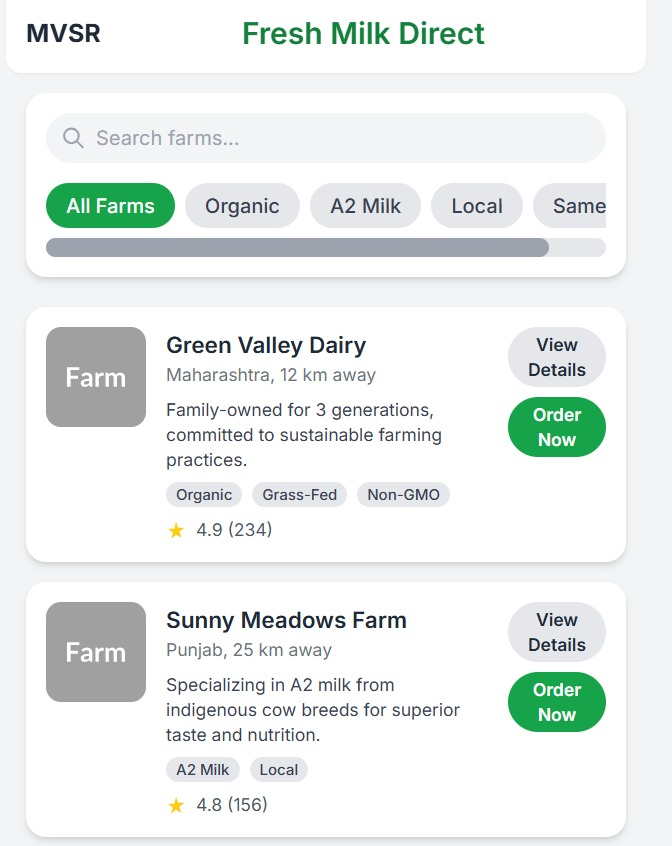 MVSR
Fresh Milk Direct
Search farms...
All Farms
Organic
A2 Milk
Local
Same
Farm
Green Valley Dairy
Maharashtra, 12 km away
Family-owned for 3 generations,
committed to sustainable farming
practices.
Organic
Grass-Fed
Non-GMO
★ 4.9 (234)
View
Details
Order
Now
Farm
Sunny Meadows Farm
Punjab, 25 km away
Specializing in A2 milk from
indigenous cow breeds for superior
taste and nutrition.
A2 Milk
Local
★ 4.8 (156)
View
Details
Order
Now